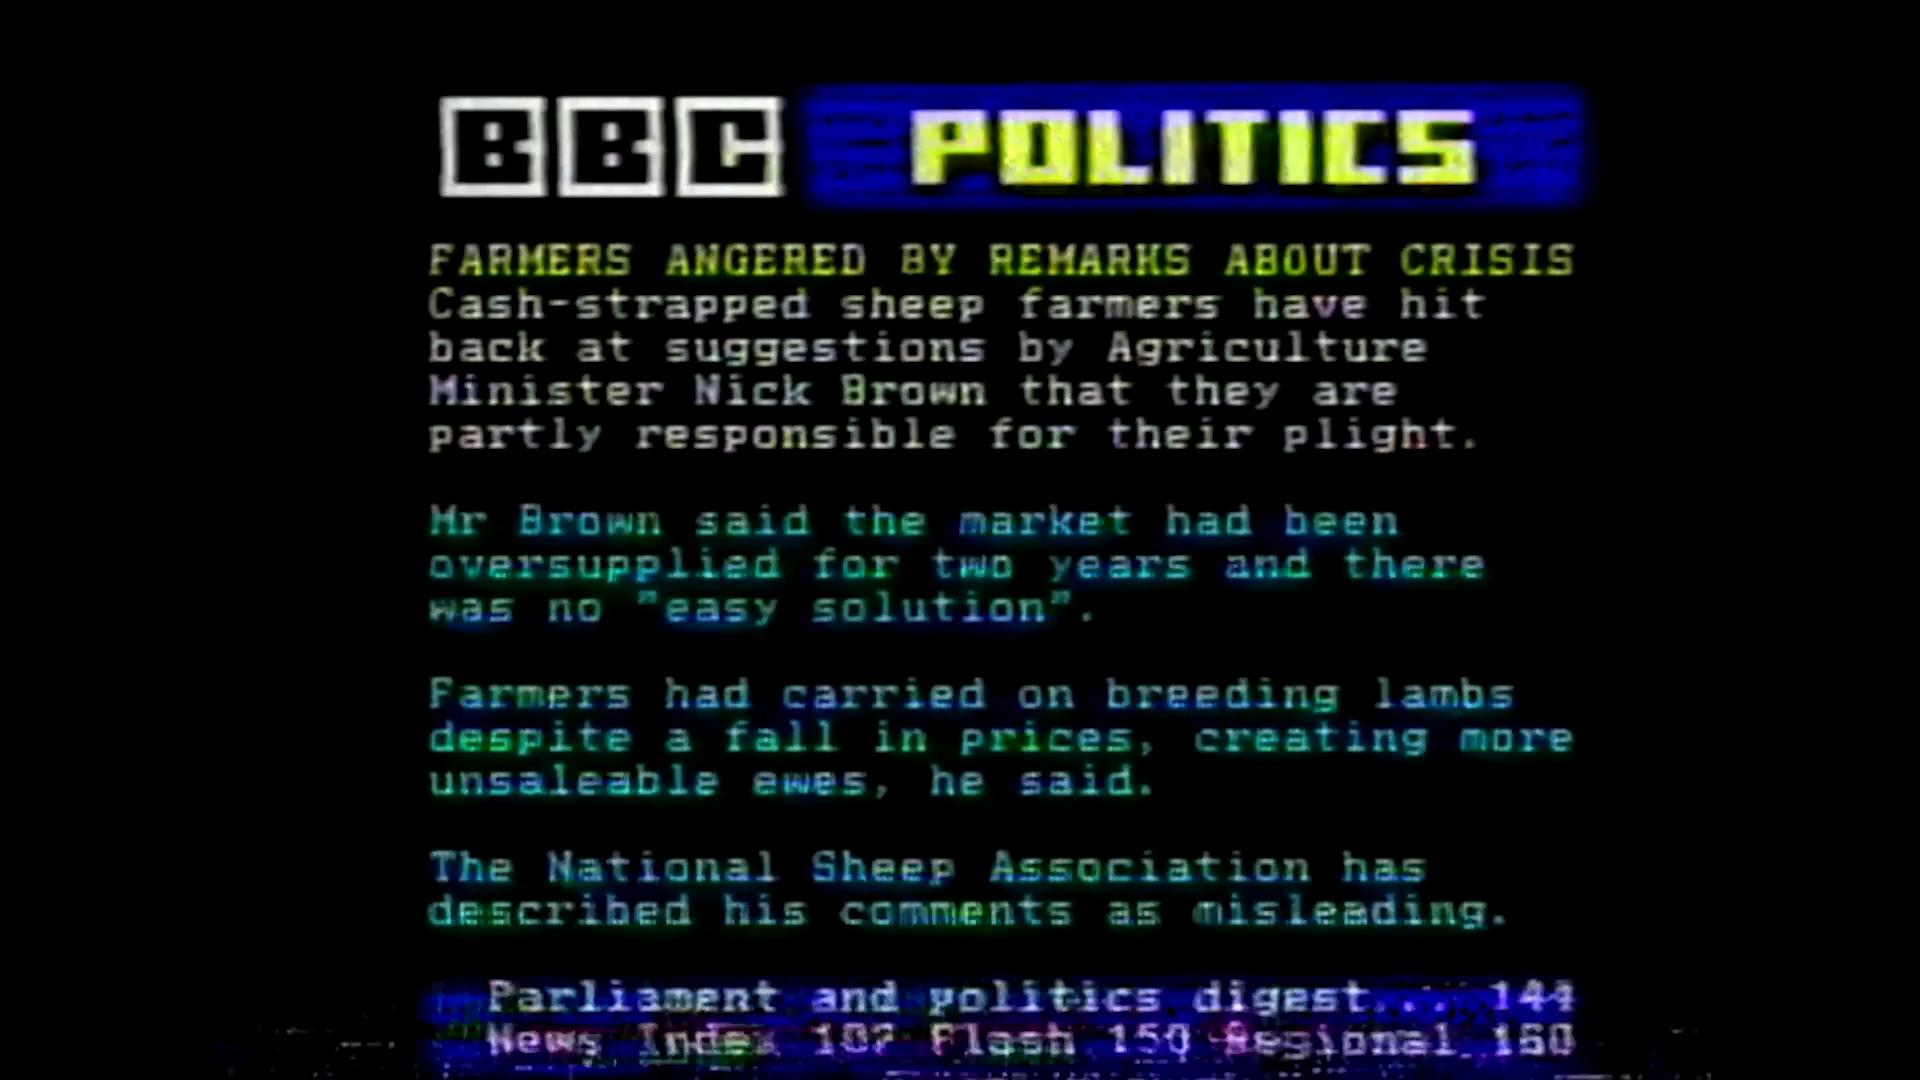 BBC POLITICS
FARMERS ANGERED BY REMARKS ABOUT CRISIS
Cash-strapped sheep farmers have hit
back at suggestions by Agriculture
Minister Nick Brown that they are
partly responsible for their plight.
Mr Brown said the market had been
oversupplied for two years and there
was no "easy solution".
Farmers had carried on breeding lambs
despite a fall in prices, creating more
unsaleable ewes, he said.
The National Sheep Association has
described his comments as misleading.
Parliament and politics digest... 144
News Index Flash 150 Regional 160